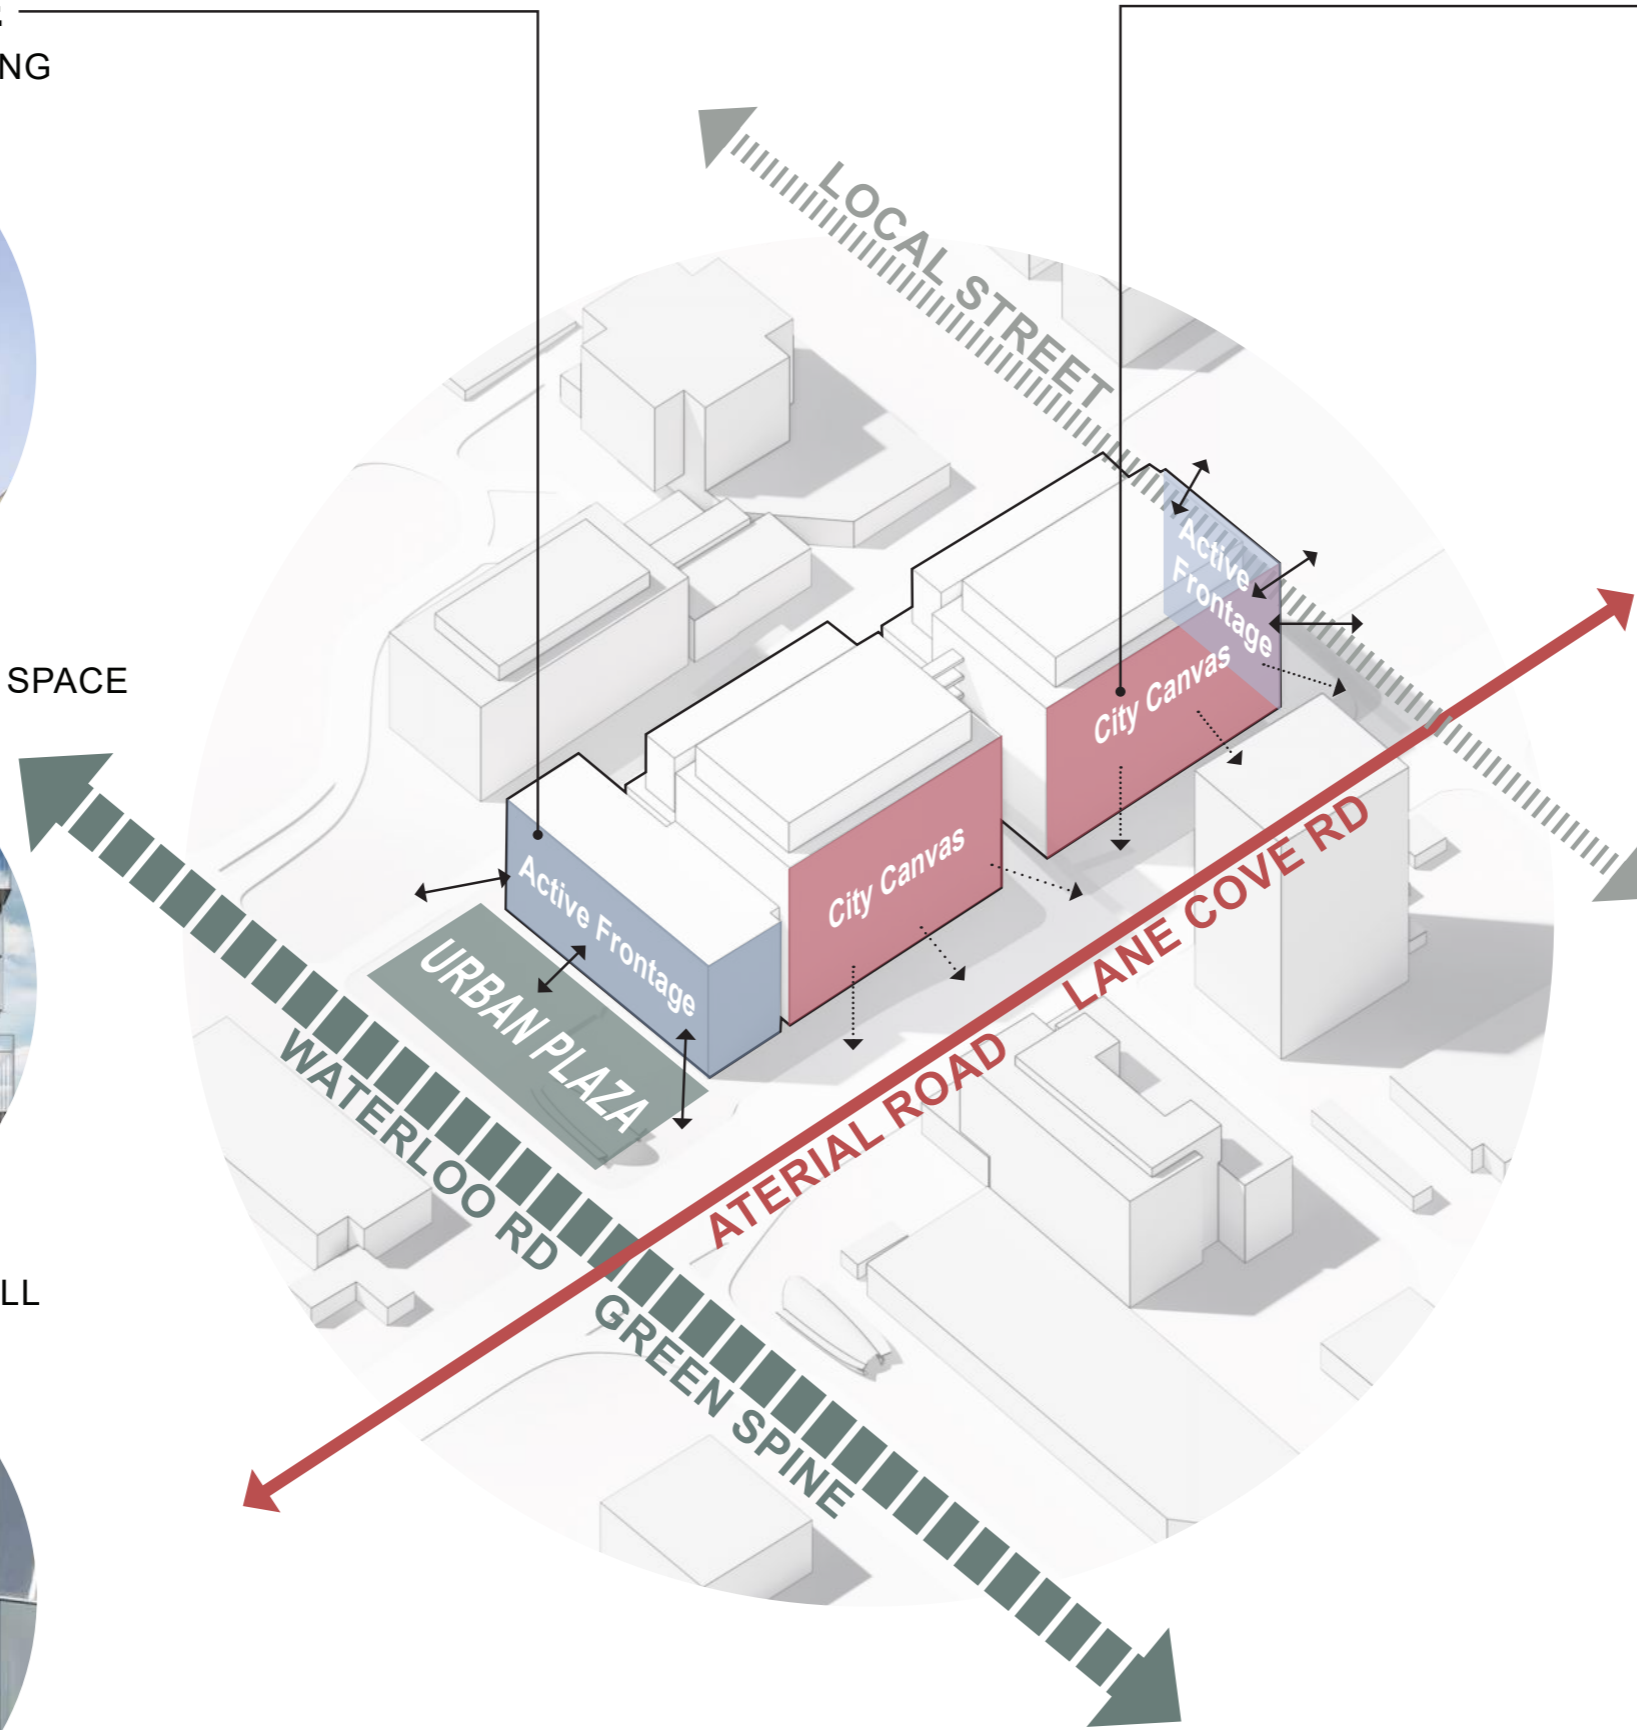 NG
LOCAL STREET
Active
Frontage
SPACE
City Canvas
City Canvas
Active Frontage
URBAN PLAZA
LANE COVE RD
ATERIAL ROAD
WATERLOO RD
LL
GREEN SPINE